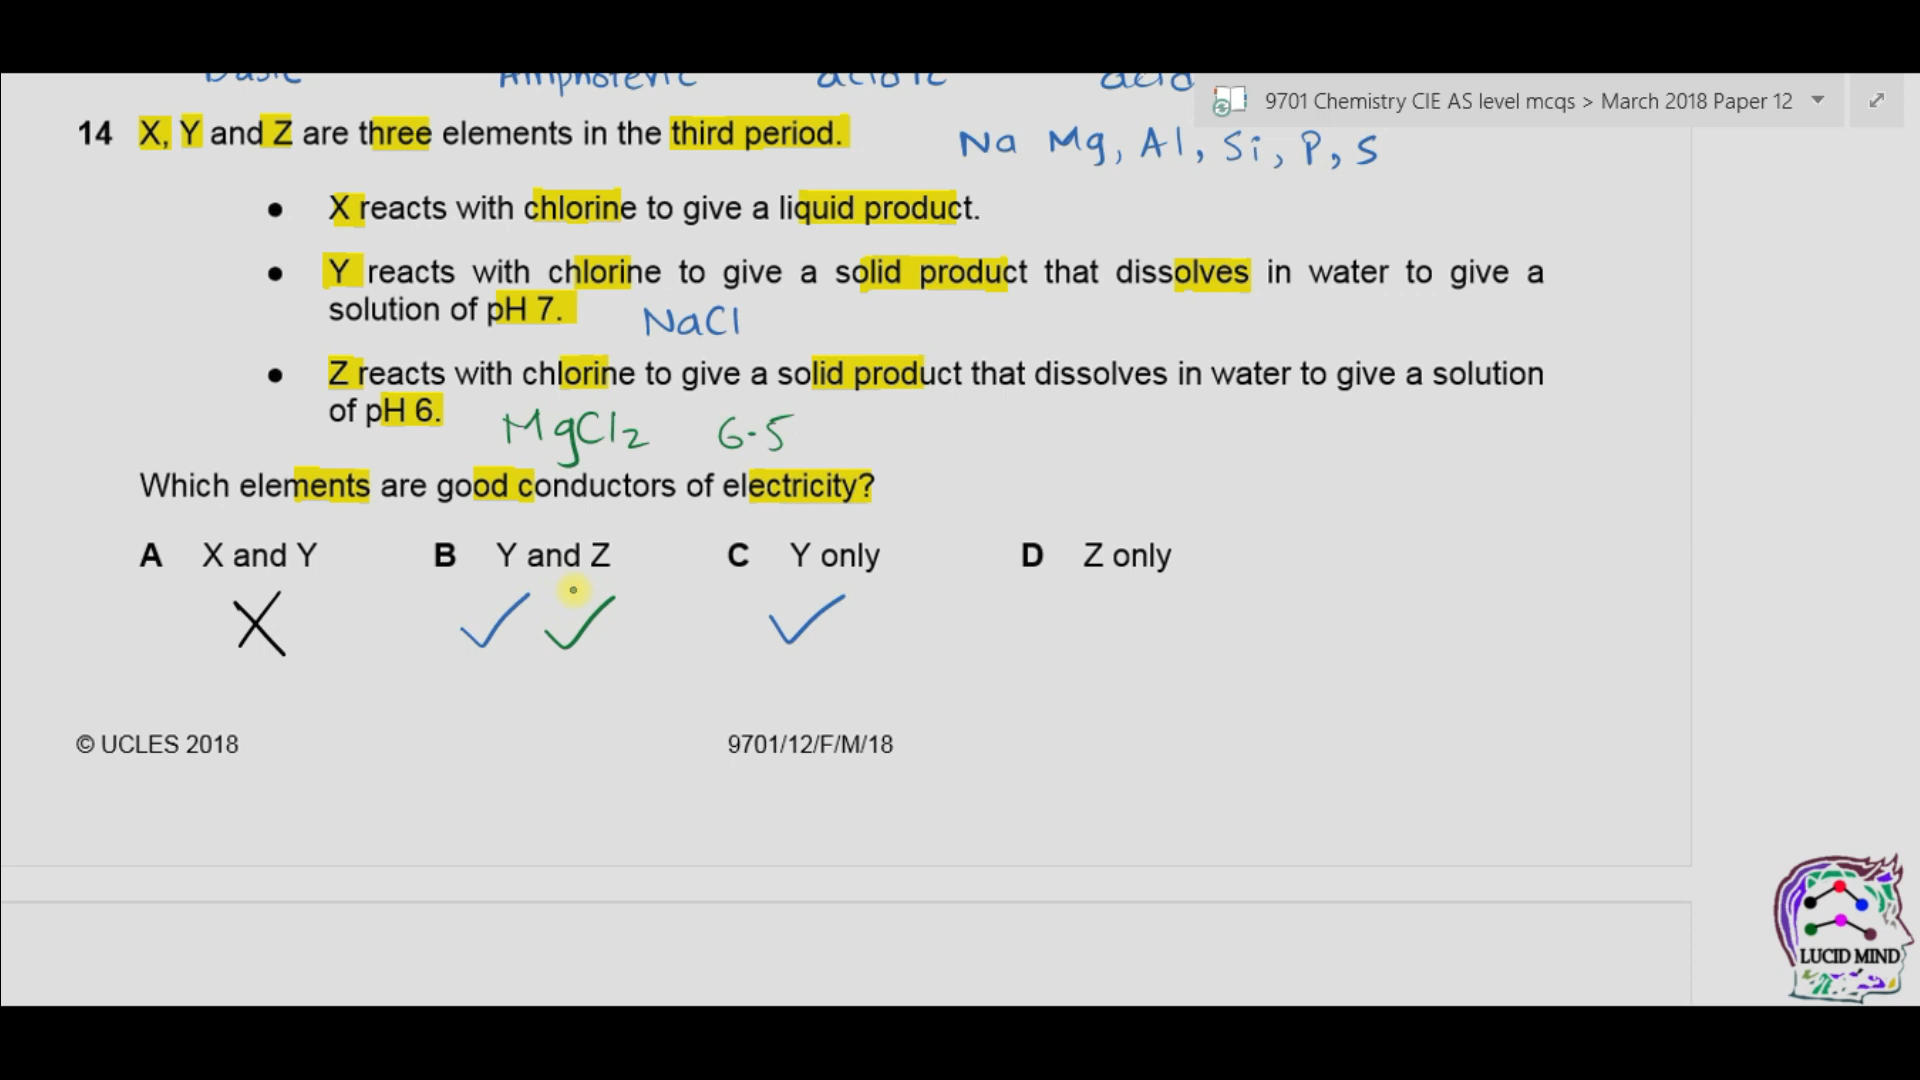 Basic Amphoteric acidic acid
9701 Chemistry CIE AS level mcqs > March 2018 Paper 12
14 X, Y and Z are three elements in the third period. Na Mg, Al, Si, P, S
• X reacts with chlorine to give a liquid product.
• Y reacts with chlorine to give a solid product that dissolves in water to give a
solution of pH 7. NaCl
• Z reacts with chlorine to give a solid product that dissolves in water to give a solution
of pH 6. MgCl2 6.5
Which elements are good conductors of electricity?
A X and Y B Y and Z C Y only D Z only
© UCLES 2018 9701/12/F/M/18
LUCID MIND